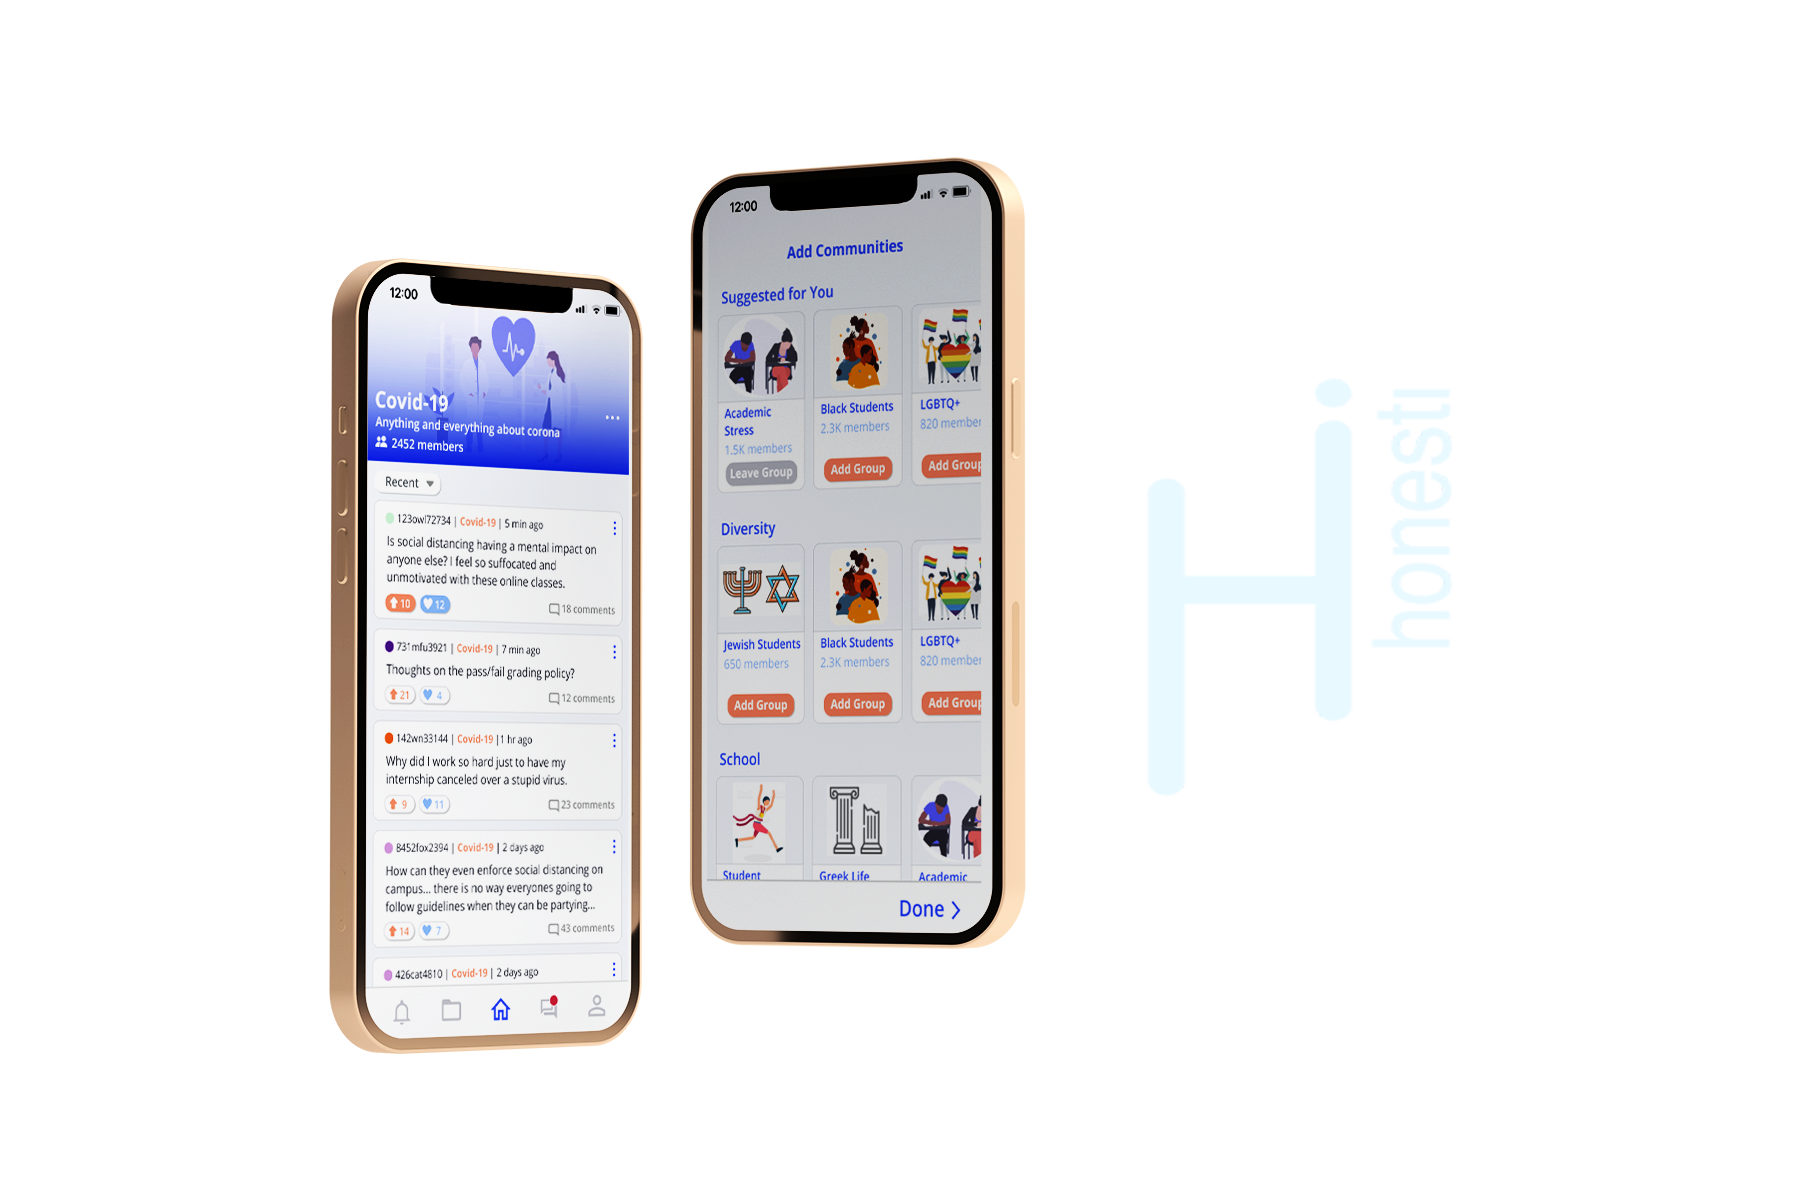 12:00
Covid-19
Anything and everything about corona
2452 members
Recent
123owl72734 | Covid-19 | 5 min ago
Is social distancing having a mental impact on
anyone else? I feel so suffocated and
unmotivated with these online classes.
10 12 18 comments
731mfu3921 | Covid-19 | 7 min ago
Thoughts on the pass/fail grading policy?
21 4 12 comments
142wn33144 | Covid-19 |1 hr ago
Why did I work so hard just to have my
internship canceled over a stupid virus.
9 11 23 comments
8452fox2394 | Covid-19 | 2 days ago
How can they even enforce social distancing on
campus... there is no way everyones going to
follow guidelines when they can be partying...
14 7 43 comments
426cat4810 | Covid-19 | 2 days ago
12:00
Add Communities
Suggested for You
Academic
Stress
1.5K members
Leave Group
Black Students
2.3K members
Add Group
LGBTQ+
820 member
Add Group
Diversity
Jewish Students
650 members
Add Group
Black Students
2.3K members
Add Group
LGBTQ+
820 member
Add Group
School
Student
Greek Life
Academic
Done
Hi
honesti